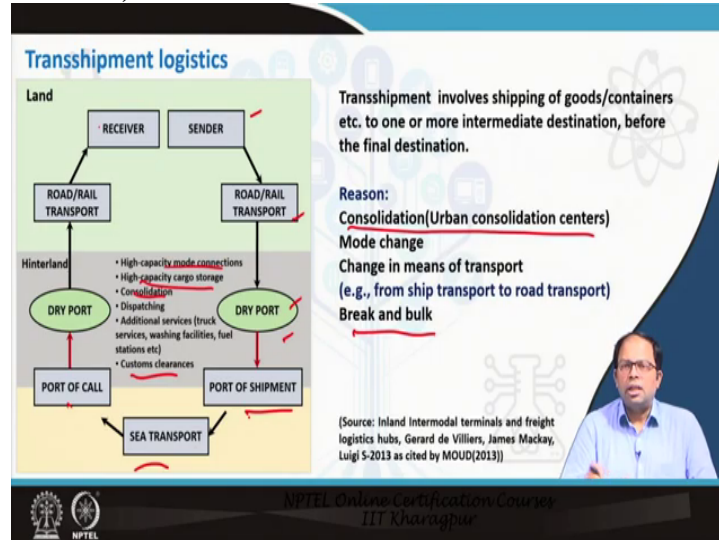 Transshipment logistics
Land
RECEIVER
SENDER
ROAD/RAIL
TRANSPORT
ROAD/RAIL
TRANSPORT
Hinterland
• High-capacity mode connections
• High-capacity cargo storage
• Consolidation
• Dispatching
• Additional services (truck
services, washing facilities, fuel
stations etc)
• Customs clearances
DRY PORT
DRY PORT
PORT OF CALL
PORT OF SHIPMENT
SEA TRANSPORT
Transshipment involves shipping of goods/containers
etc. to one or more intermediate destination, before
the final destination.
Reason:
Consolidation(Urban consolidation centers)
Mode change
Change in means of transport
(e.g., from ship transport to road transport)
Break and bulk
(Source: Inland Intermodal terminals and freight
logistics hubs, Gerard de Villiers, James Mackay,
Luigi S-2013 as cited by MOUD(2013))
NPTEL
NPTEL Online Certification Courses
IIT Kharagpur